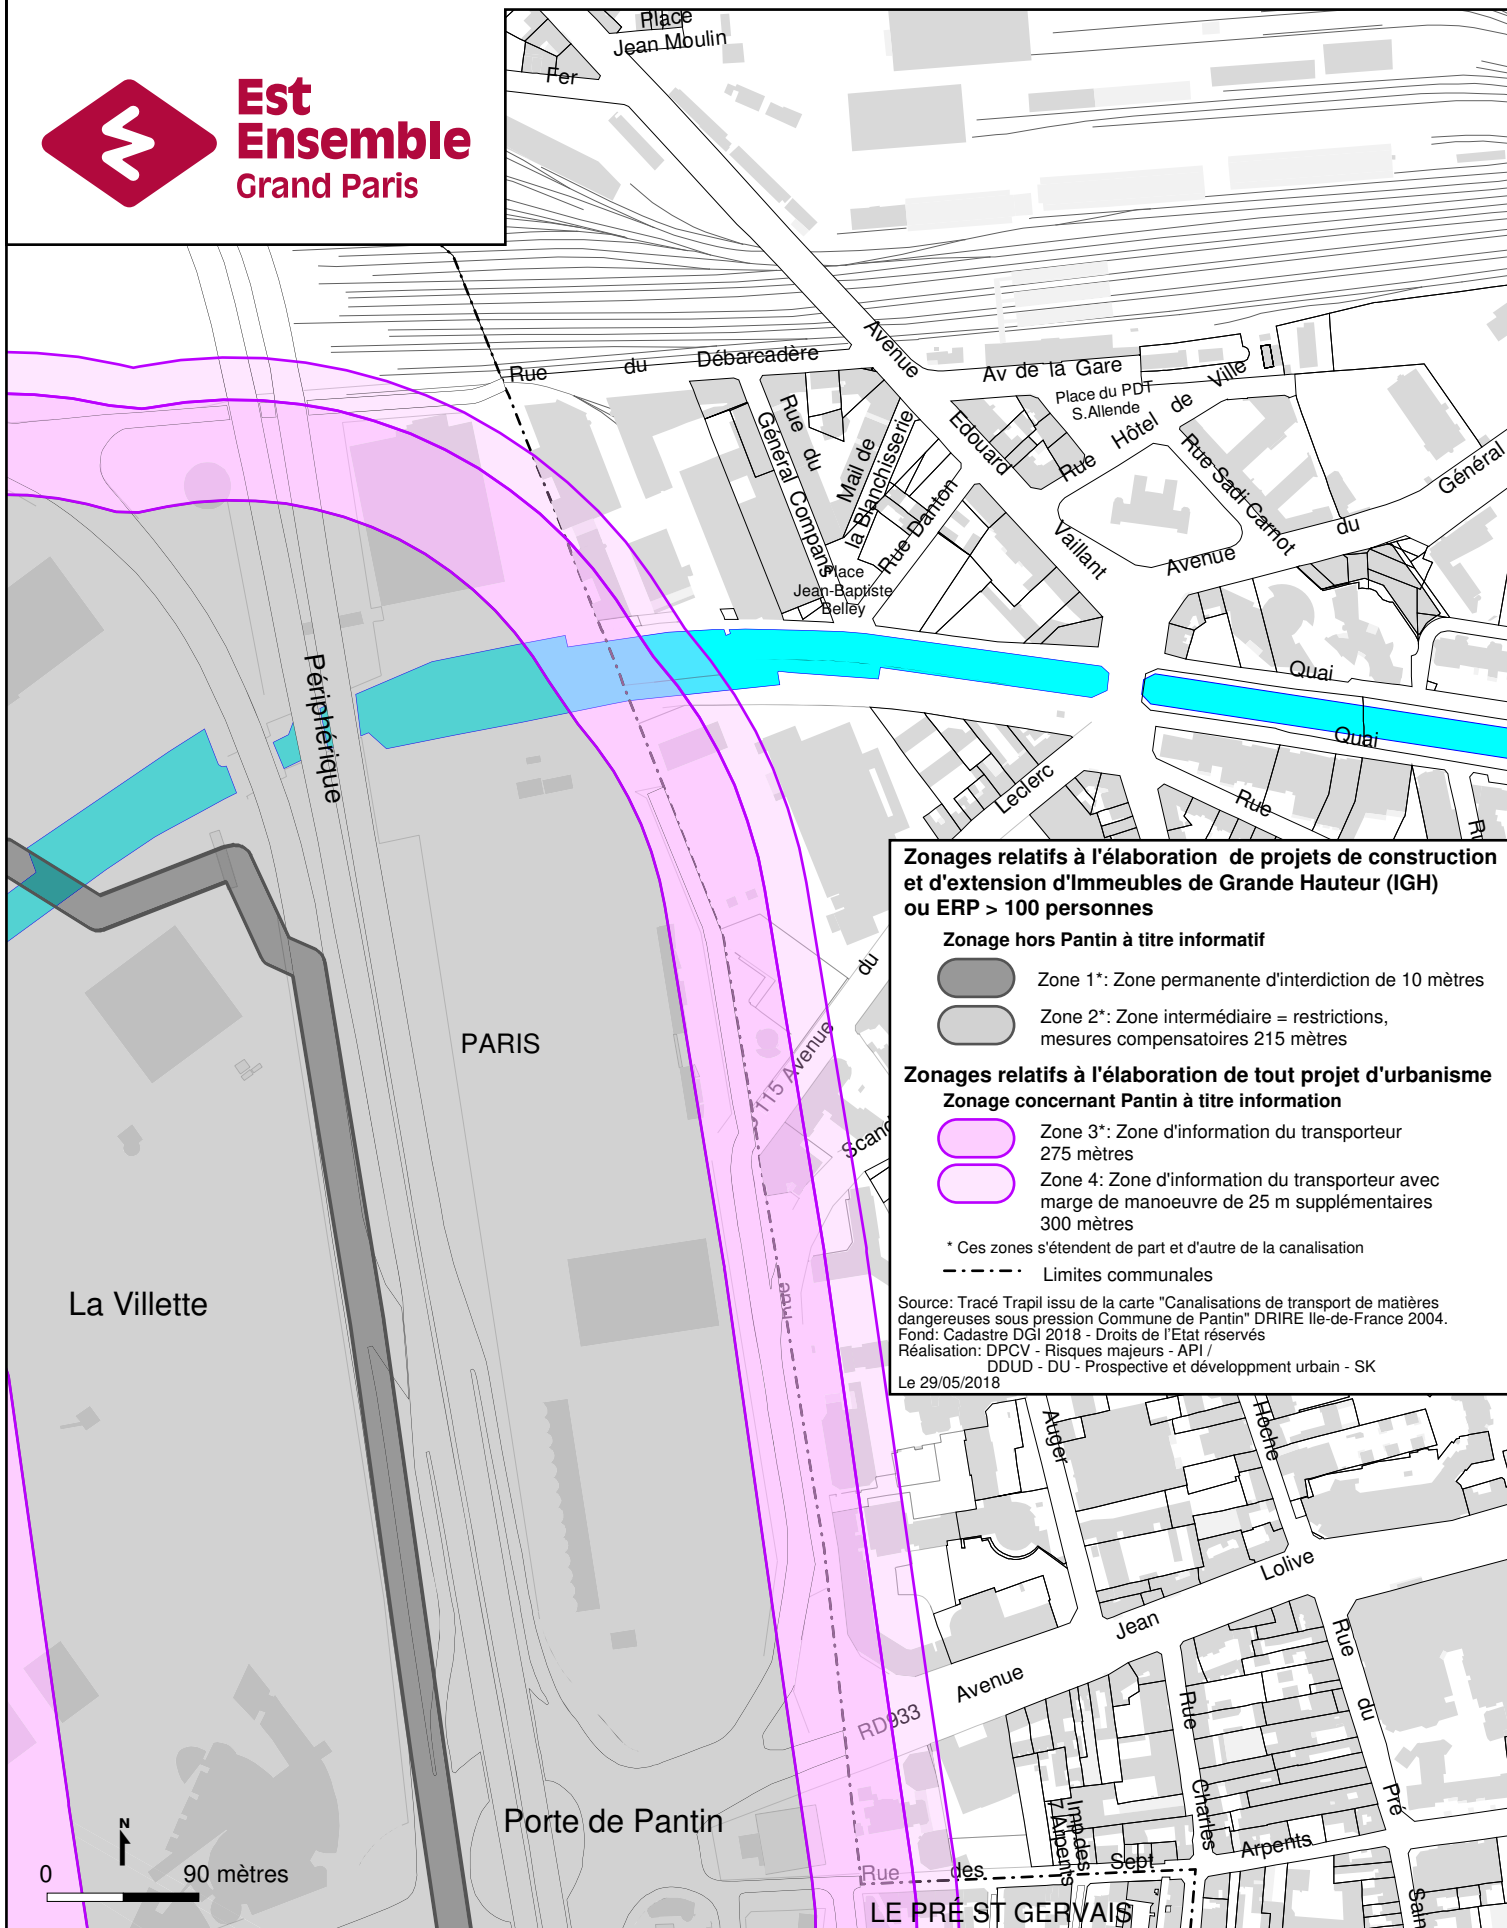 Est
Ensemble
Grand Paris
Place
Jean Moulin
Fer
Avenue
Edouard
Vaillant
Rue du Débarcadère
Av de la Gare
Place du PDT
S.Allende
Rue Hôtel de Ville
Rue Sadi Carnot
Avenue du Général
Leclerc
Rue du
Général Compans
Mail de
la Blanchisserie
Rue Danton
Place
Jean-Baptiste
Belley
Quai
Quai
Rue
Périphérique
PARIS
La Villette
Porte de Pantin
115 Avenue du
Scand
Rue
Auger
Hoche
RD933 Avenue Jean Lolive
Rue du Pré
Rue Charles
Imp.des
7 Arpents
Rue des Sept Arpents
LE PRÉ ST GERVAIS
Zonages relatifs à l'élaboration de projets de construction
et d'extension d'Immeubles de Grande Hauteur (IGH)
ou ERP > 100 personnes
Zonage hors Pantin à titre informatif
Zone 1*: Zone permanente d'interdiction de 10 mètres
Zone 2*: Zone intermédiaire = restrictions,
mesures compensatoires 215 mètres
Zonages relatifs à l'élaboration de tout projet d'urbanisme
Zonage concernant Pantin à titre information
Zone 3*: Zone d'information du transporteur
275 mètres
Zone 4: Zone d'information du transporteur avec
marge de manoeuvre de 25 m supplémentaires
300 mètres
* Ces zones s'étendent de part et d'autre de la canalisation
Limites communales
Source: Tracé Trapil issu de la carte "Canalisations de transport de matières
dangereuses sous pression Commune de Pantin" DRIRE Ile-de-France 2004.
Fond: Cadastre DGI 2018 - Droits de l'Etat réservés
Réalisation: DPCV - Risques majeurs - API /
DDUD - DU - Prospective et développment urbain - SK
Le 29/05/2018
N
0 90 mètres